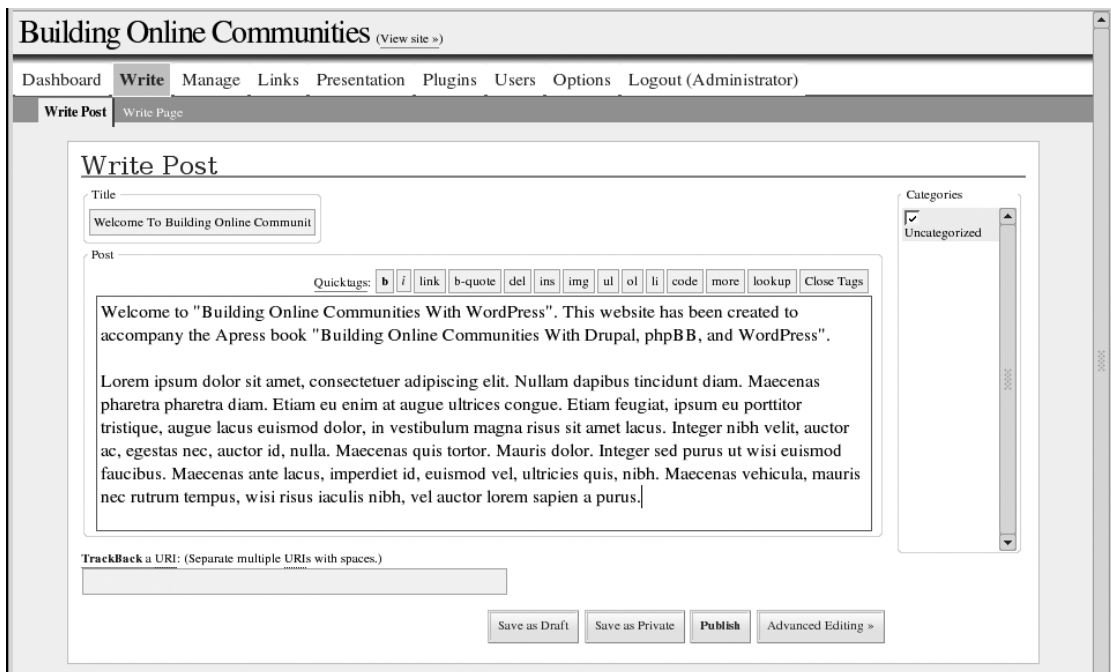 Building Online Communities (View site »)
Dashboard Write Manage Links Presentation Plugins Users Options Logout (Administrator)
Write Post Write Page
Write Post
Title
Welcome To Building Online Communit
Categories
Uncategorized
Post
Quicktags: b i link b-quote del ins img ul ol li code more lookup Close Tags
Welcome to "Building Online Communities With WordPress". This website has been created to
accompany the Apress book "Building Online Communities With Drupal, phpBB, and WordPress".
Lorem ipsum dolor sit amet, consectetuer adipiscing elit. Nullam dapibus tincidunt diam. Maecenas
pharetra pharetra diam. Etiam eu enim at augue ultrices congue. Etiam feugiat, ipsum eu porttitor
tristique, augue lacus euismod dolor, in vestibulum magna risus sit amet lacus. Integer nibh velit, auctor
ac, egestas nec, auctor id, nulla. Maecenas quis tortor. Mauris dolor. Integer sed purus ut wisi euismod
faucibus. Maecenas ante lacus, imperdiet id, euismod vel, ultricies quis, nibh. Maecenas vehicula, mauris
nec rutrum tempus, wisi risus iaculis nibh, vel auctor lorem sapien a purus.
TrackBack a URI: (Separate multiple URIs with spaces.)
Save as Draft Save as Private Publish Advanced Editing »